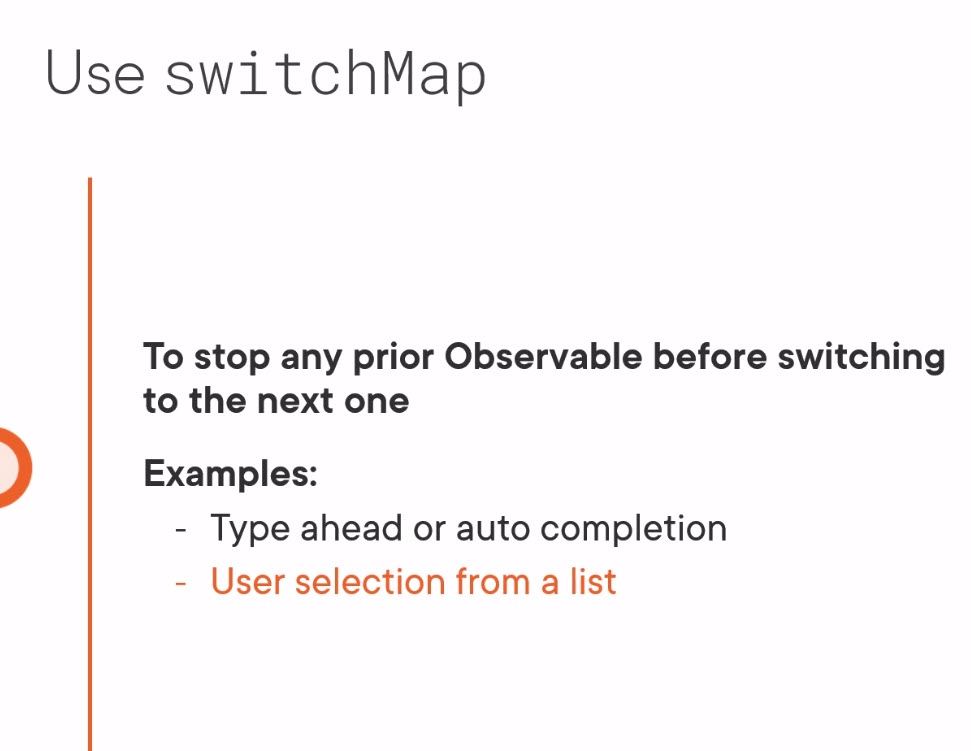 Use switchMap
To stop any prior Observable before switching
to the next one
Examples:
- Type ahead or auto completion
- User selection from a list